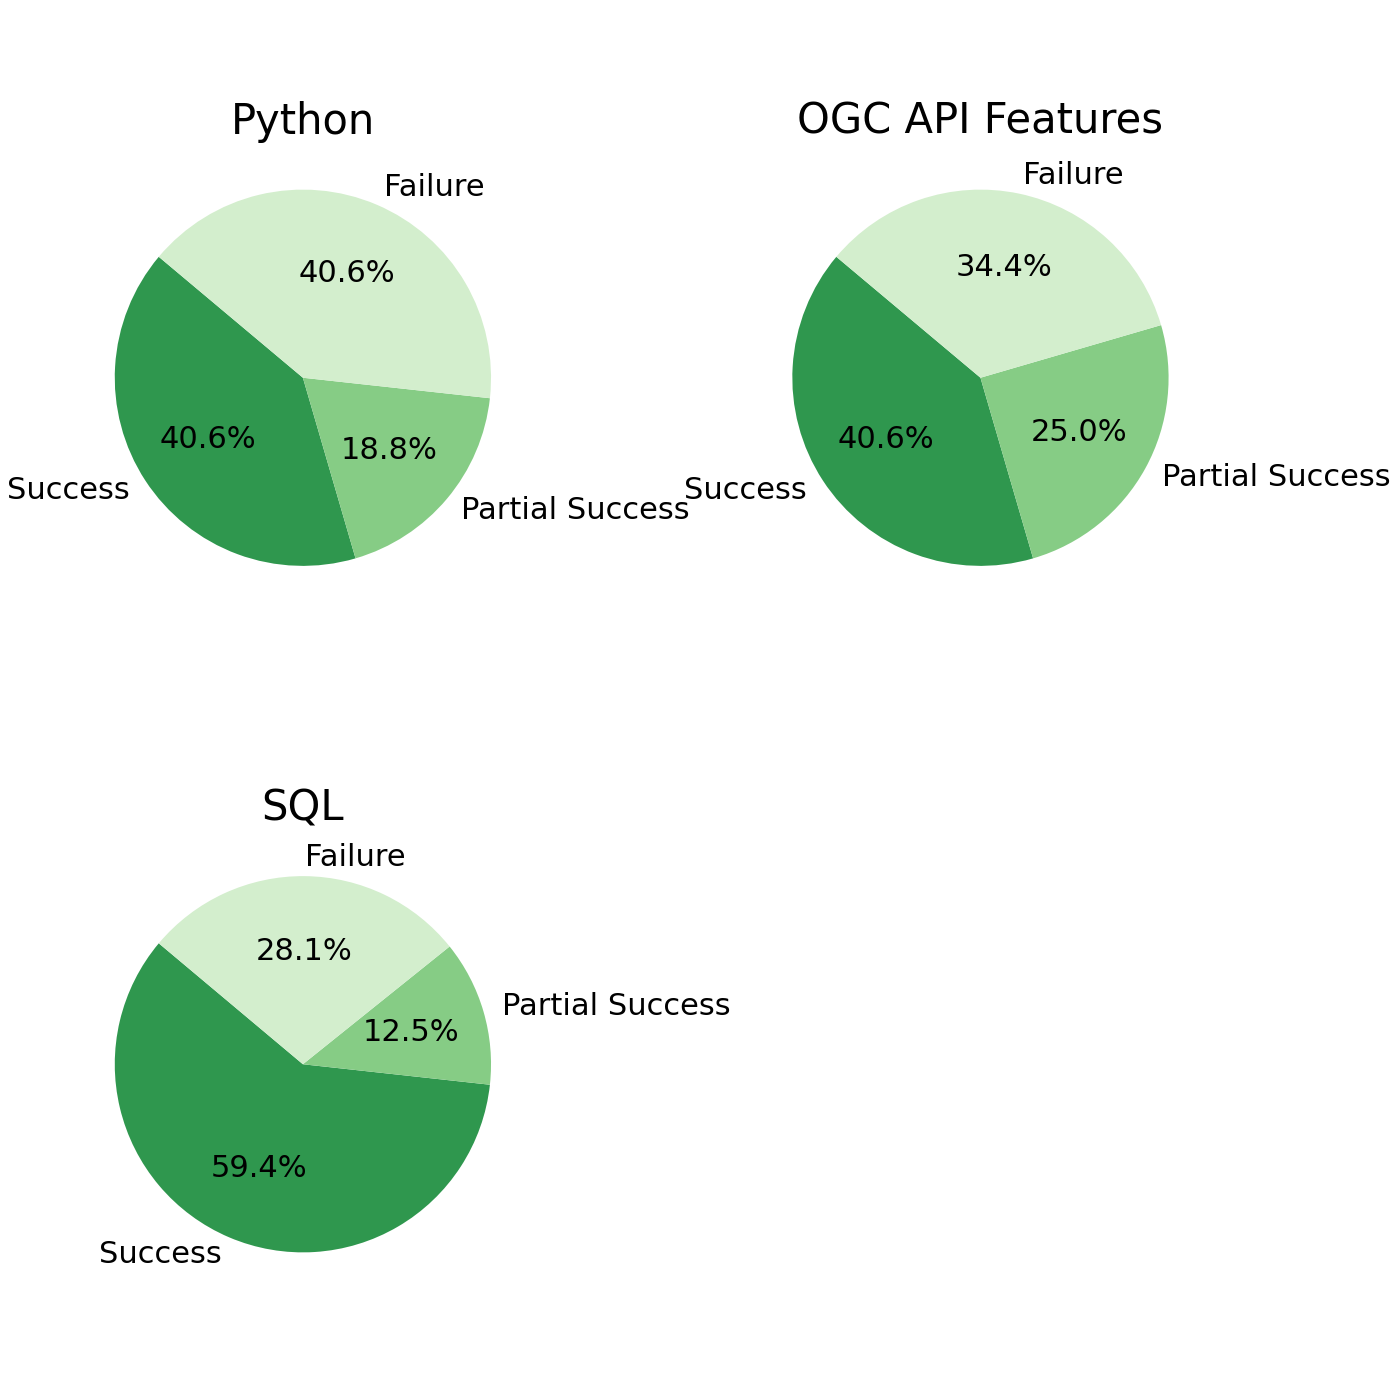 Python
Failure
40.6%
40.6%
18.8%
Success
Partial Success
OGC API Features
Failure
34.4%
25.0%
40.6%
Partial Success
Success
SQL
Failure
28.1%
Partial Success
12.5%
59.4%
Success